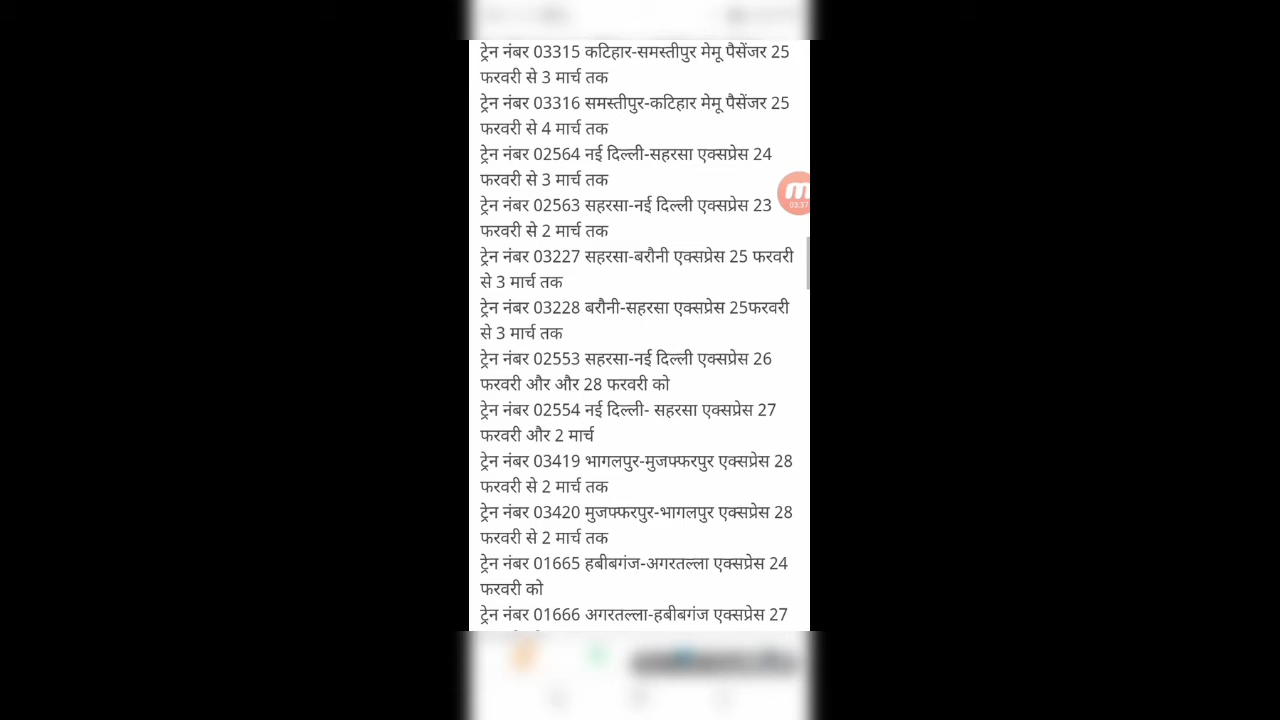 ट्रेन नंबर 03315 कटिहार-समस्तीपुर मेमू पैसेंजर 25
फरवरी से 3 मार्च तक
ट्रेन नंबर 03316 समस्तीपुर-कटिहार मेमू पैसेंजर 25
फरवरी से 4 मार्च तक
ट्रेन नंबर 02564 नई दिल्ली-सहरसा एक्सप्रेस 24
फरवरी से 3 मार्च तक
ट्रेन नंबर 02563 सहरसा-नई दिल्ली एक्सप्रेस 23
फरवरी से 2 मार्च तक
ट्रेन नंबर 03227 सहरसा-बरौनी एक्सप्रेस 25 फरवरी
से 3 मार्च तक
ट्रेन नंबर 03228 बरौनी-सहरसा एक्सप्रेस 25फरवरी
से 3 मार्च तक
ट्रेन नंबर 02553 सहरसा-नई दिल्ली एक्सप्रेस 26
फरवरी और और 28 फरवरी को
ट्रेन नंबर 02554 नई दिल्ली- सहरसा एक्सप्रेस 27
फरवरी और 2 मार्च
ट्रेन नंबर 03419 भागलपुर-मुजफ्फरपुर एक्सप्रेस 28
फरवरी से 2 मार्च तक
ट्रेन नंबर 03420 मुजफ्फरपुर-भागलपुर एक्सप्रेस 28
फरवरी से 2 मार्च तक
ट्रेन नंबर 01665 हबीबगंज-अगरतल्ला एक्सप्रेस 24
फरवरी को
ट्रेन नंबर 01666 अगरतल्ला-हबीबगंज एक्सप्रेस 27
03:37